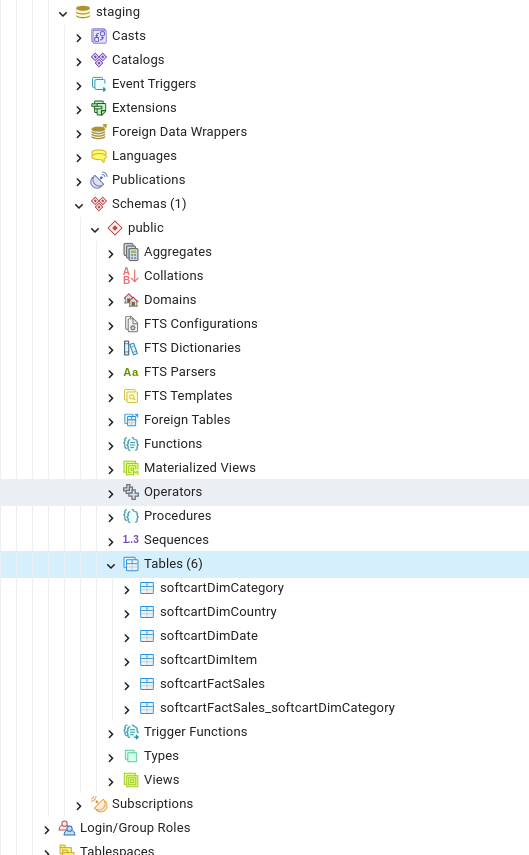 staging
Casts
Catalogs
Event Triggers
Extensions
Foreign Data Wrappers
Languages
Publications
Schemas (1)
public
Aggregates
Collations
Domains
FTS Configurations
FTS Dictionaries
Aa FTS Parsers
FTS Templates
Foreign Tables
Functions
Materialized Views
Operators
Procedures
1.3 Sequences
Tables (6)
softcartDimCategory
softcartDimCountry
softcartDimDate
softcartDimItem
softcartFactSales
softcartFactSales_softcartDimCategory
Trigger Functions
Types
Views
Subscriptions
Login/Group Roles
Tablespaces